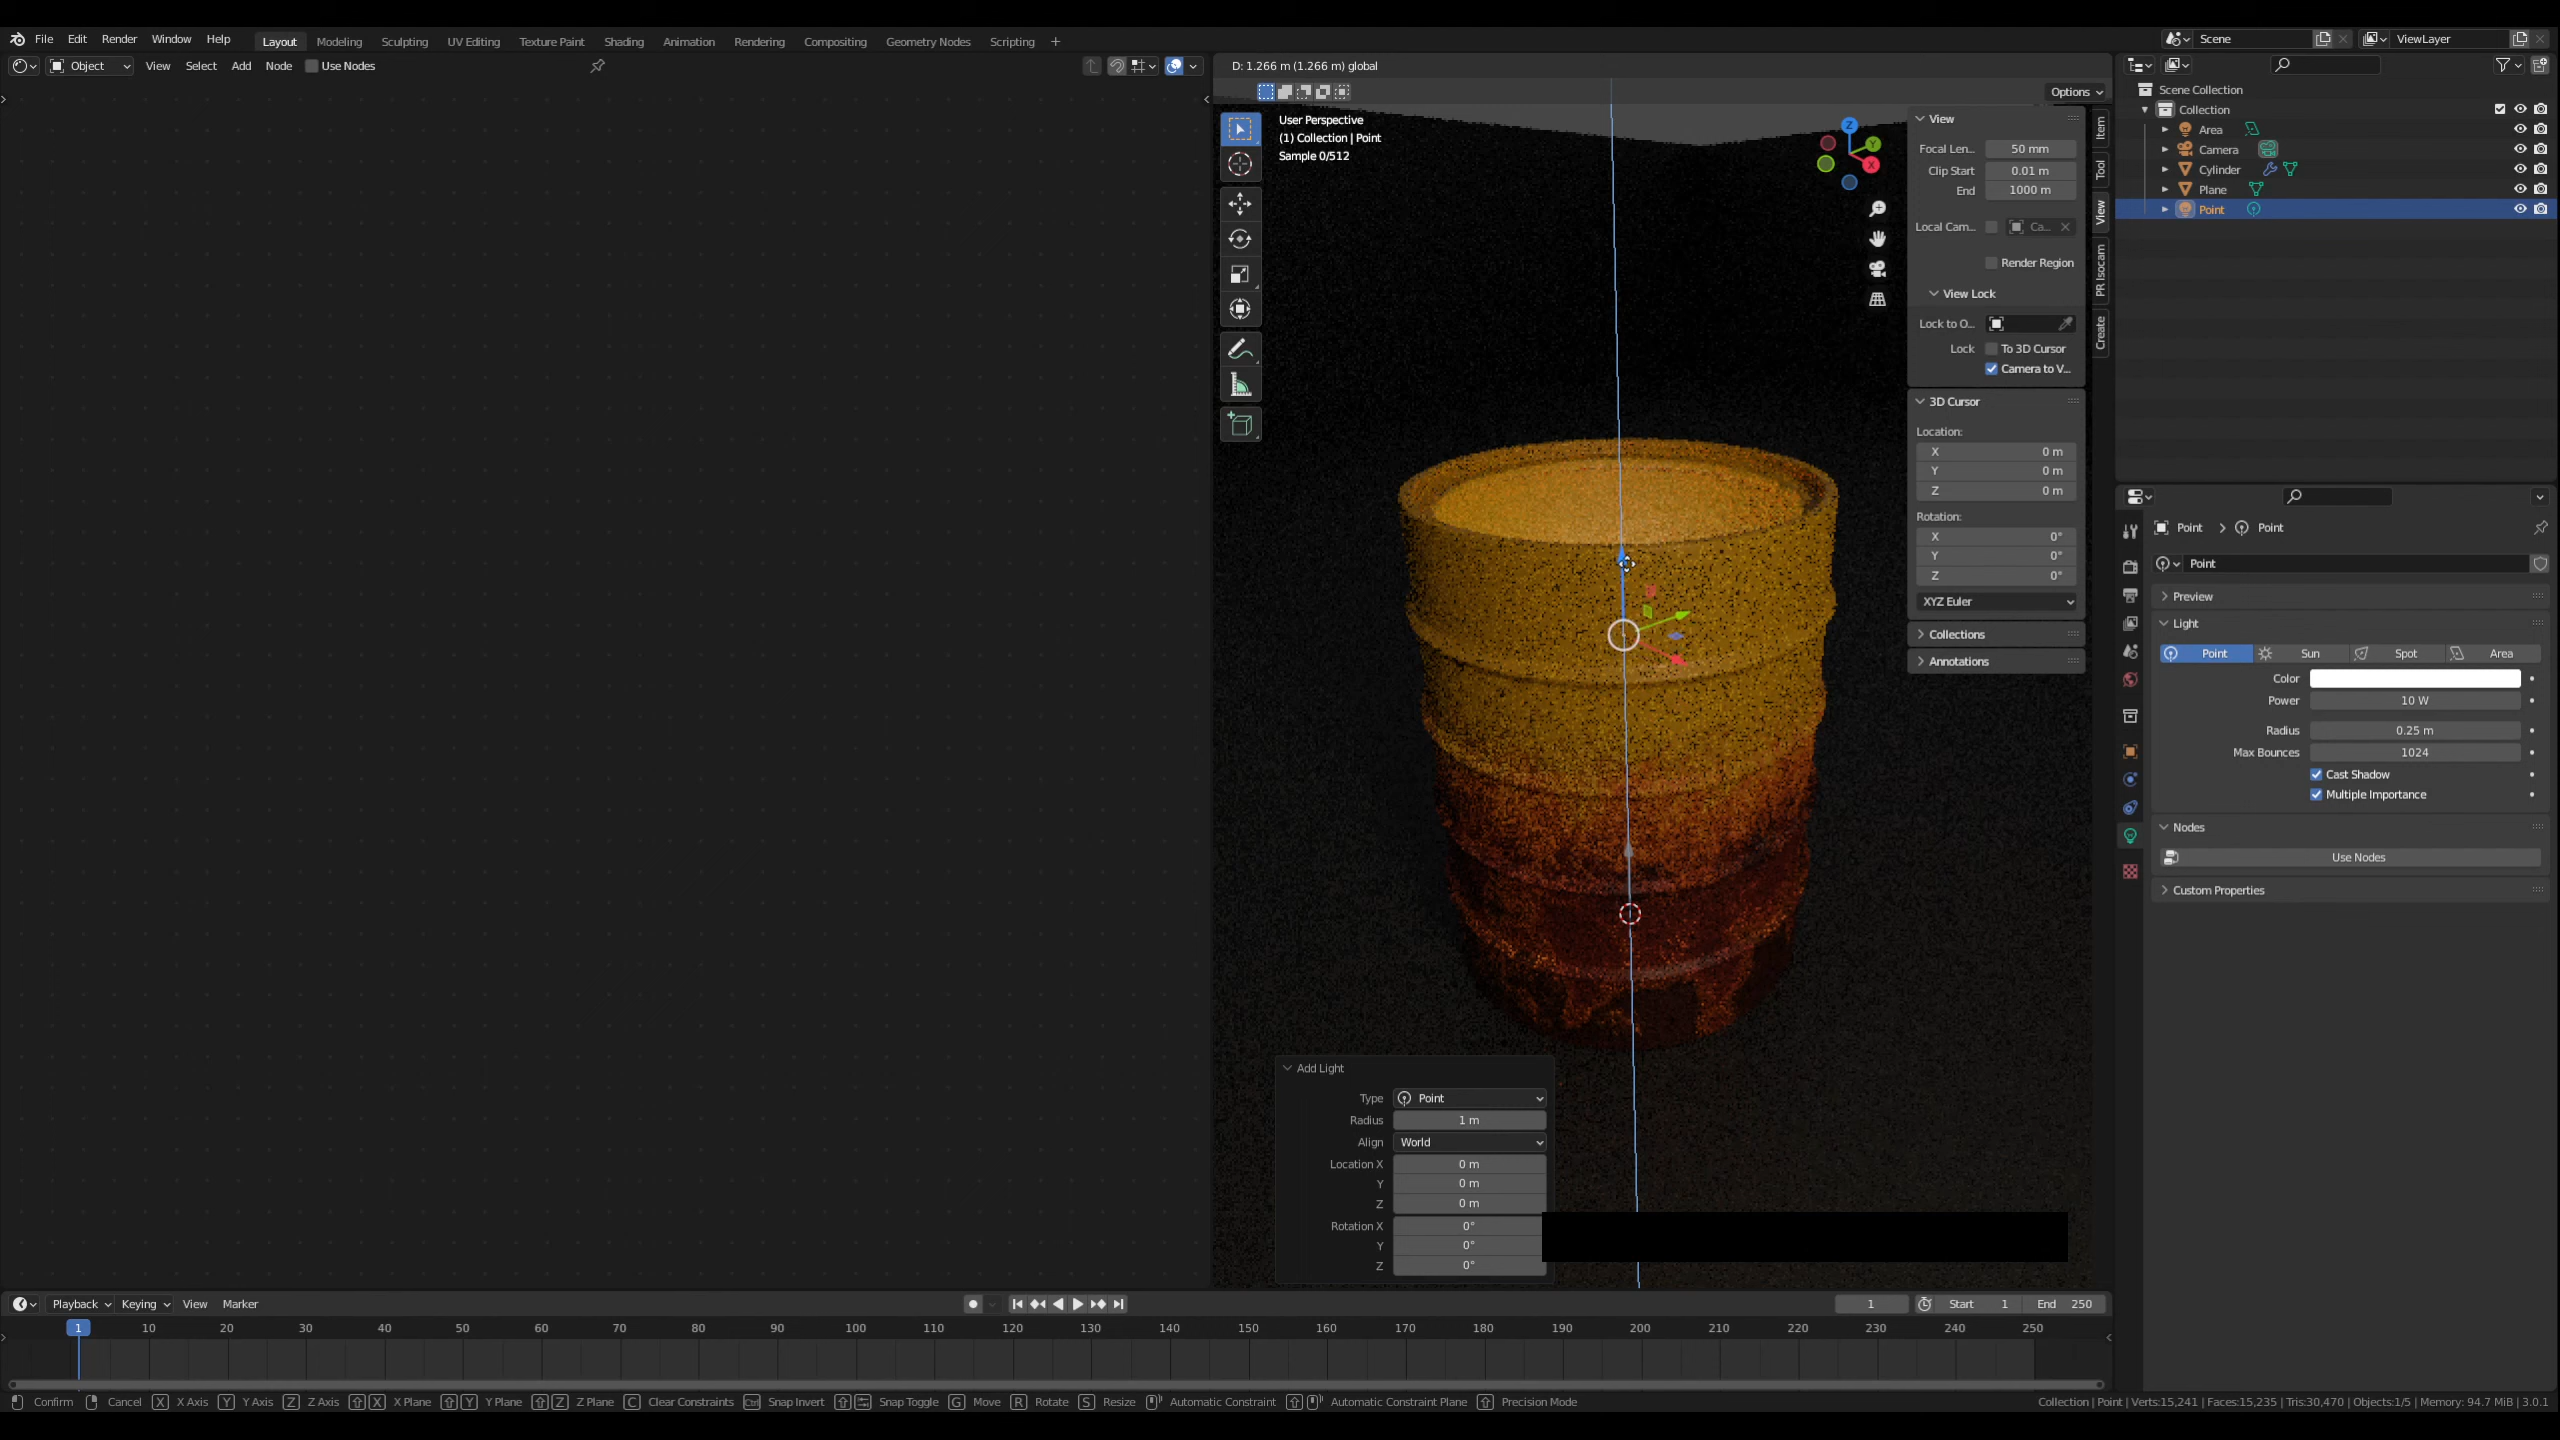 File Edit Render Window Help Layout Modeling Sculpting UV Editing Texture Paint Shading Animation Rendering Compositing Geometry Nodes Scripting + Scene ViewLayer
Object View Select Add Node Use Nodes
D: 1.266 m (1.266 m) global
Options
User Perspective
(1) Collection | Point
Sample 0/512
View
Focal Len... 50 mm
Clip Start 0.01 m
End 1000 m
Local Cam... Ca...
Render Region
View Lock
Lock to O...
Lock To 3D Cursor
Camera to V...
3D Cursor
Location:
X 0 m
Y 0 m
Z 0 m
Rotation:
X 0°
Y 0°
Z 0°
XYZ Euler
Collections
Annotations
Item
Tool
View
PR Isocam
Create
Z
Y
X
Add Light
Type Point
Radius 1 m
Align World
Location X 0 m
Y 0 m
Z 0 m
Rotation X 0°
Y 0°
Z 0°
Scene Collection
Collection
Area
Camera
Cylinder
Plane
Point
Point > Point
Point
Preview
Light
Point Sun Spot Area
Color
Power 10 W
Radius 0.25 m
Max Bounces 1024
Cast Shadow
Multiple Importance
Nodes
Use Nodes
Custom Properties
Playback Keying View Marker 1 Start 1 End 250
1 10 20 30 40 50 60 70 80 90 100 110 120 130 140 150 160 170 180 190 200 210 220 230 240 250
Confirm Cancel X X Axis Y Y Axis Z Z Axis X X Plane Y Y Plane Z Z Plane C Clear Constraints Ctrl Snap Invert Snap Toggle G Move R Rotate S Resize Automatic Constraint Automatic Constraint Plane Precision Mode Collection | Point | Verts:15,241 | Faces:15,235 | Tris:30,470 | Objects:1/5 | Memory: 94.7 MiB | 3.0.1